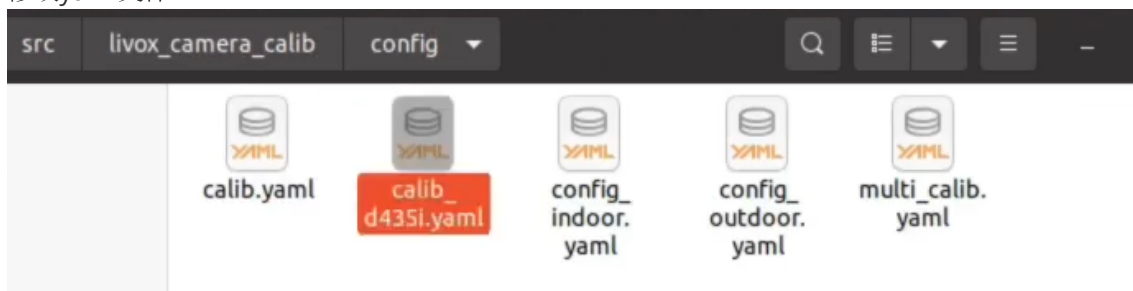 src livox_camera_calib config
YAML YAML YAML YAML YAML
calib.yaml calib_ config_ config_ multi_calib.
d435i.yaml indoor. outdoor. yaml
yaml yaml